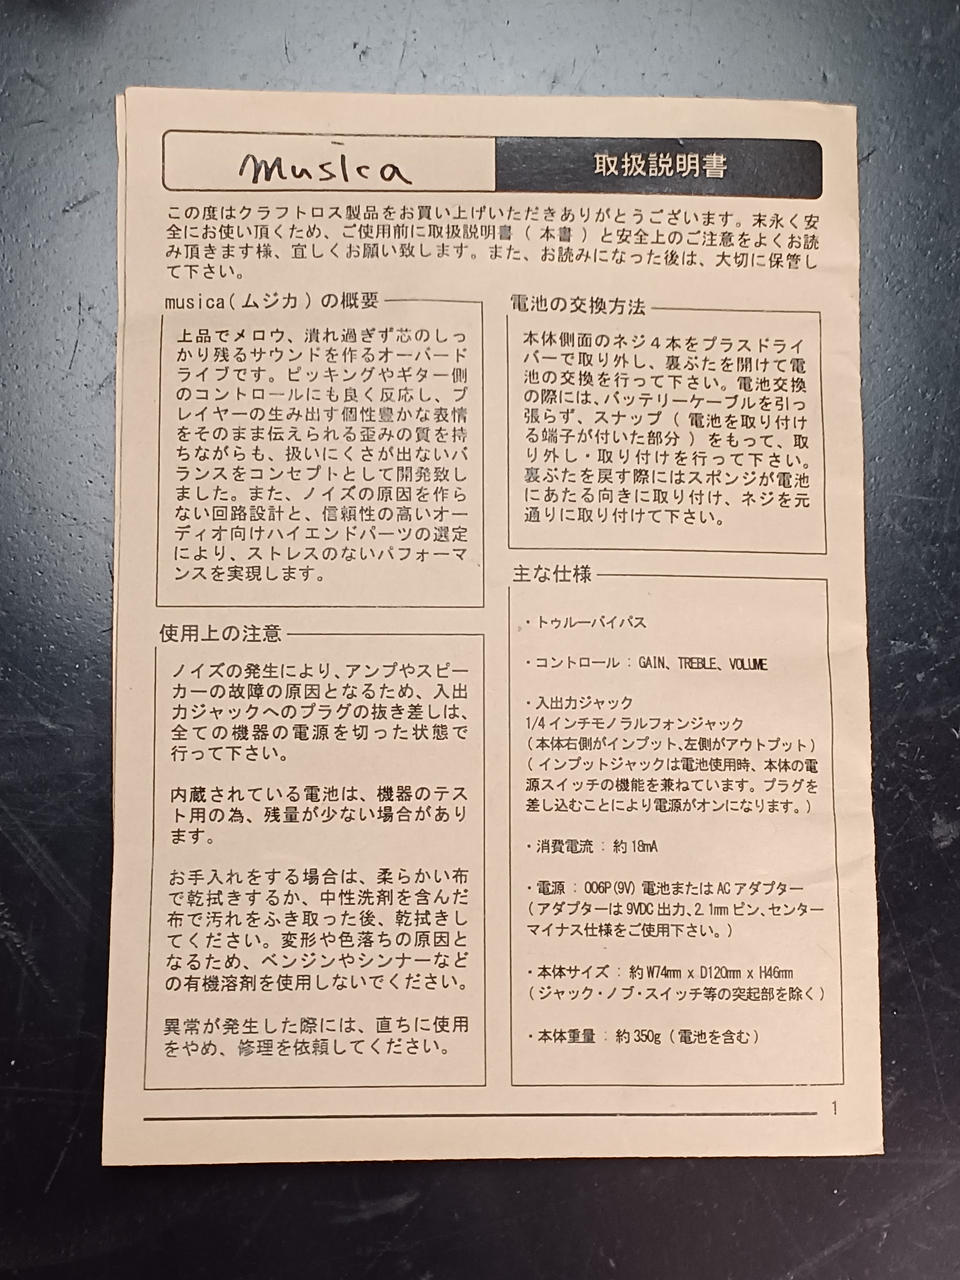 musica
取扱説明書
この度はクラフトロス製品をお買い上げいただきありがとうございます。末永く安
全にお使い頂くため、ご使用前に取扱説明書（本書）と安全上のご注意をよくお読
み頂きます様、宜しくお願い致します。また、お読みになった後は、大切に保管し
て下さい。
musica(ムジカ)の概要
上品でメロウ、潰れ過ぎず芯のしっ
かり残るサウンドを作るオーバード
ライブです。ピッキングやギター側
のコントロールにも良く反応し、プ
レイヤーの生み出す個性豊かな表情
をそのまま伝えられる歪みの質を持
ちながらも、扱いにくさが出ないバ
ランスをコンセプトとして開発致し
ました。また、ノイズの原因を作ら
ない回路設計と、信頼性の高いオー
ディオ向けハイエンドパーツの選定
により、ストレスのないパフォーマ
ンスを実現します。
使用上の注意
ノイズの発生により、アンプやスピー
カーの故障の原因となるため、入出
力ジャックへのプラグの抜き差しは、
全ての機器の電源を切った状態で
行って下さい。
内蔵されている電池は、機器のテス
ト用の為、残量が少ない場合があり
ます。
お手入れをする場合は、柔らかい布
で乾拭きするか、中性洗剤を含んだ
布で汚れをふき取った後、乾拭きし
てください。変形や色落ちの原因と
なるため、ベンジンやシンナーなど
の有機溶剤を使用しないでください。
異常が発生した際には、直ちに使用
をやめ、修理を依頼してください。
電池の交換方法
本体側面のネジ４本をプラスドライ
バーで取り外し、裏ぶたを開けて電
池の交換を行って下さい。電池交換
の際には、バッテリーケーブルを引っ
張らず、スナップ（電池を取り付け
る端子が付いた部分）をもって、取
り外し・取り付けを行って下さい。
裏ぶたを戻す際にはスポンジが電池
にあたる向きに取り付け、ネジを元
通りに取り付けて下さい。
主な仕様
・トゥルーバイパス
・コントロール：GAIN、TREBLE、VOLUME
・入出力ジャック
1/4インチモノラルフォンジャック
（本体右側がインプット、左側がアウトプット）
（インプットジャックは電池使用時、本体の電
源スイッチの機能を兼ねています。プラグを
差し込むことにより電源がオンになります。）
・消費電流：約18mA
・電源：006P(9V)電池またはACアダプター
（アダプターは9VDC出力、2.1mmピン、センター
マイナス仕様をご使用下さい。）
・本体サイズ：約W74mm x D120mm x H46mm
（ジャック・ノブ・スイッチ等の突起部を除く）
・本体重量：約350g（電池を含む）
1